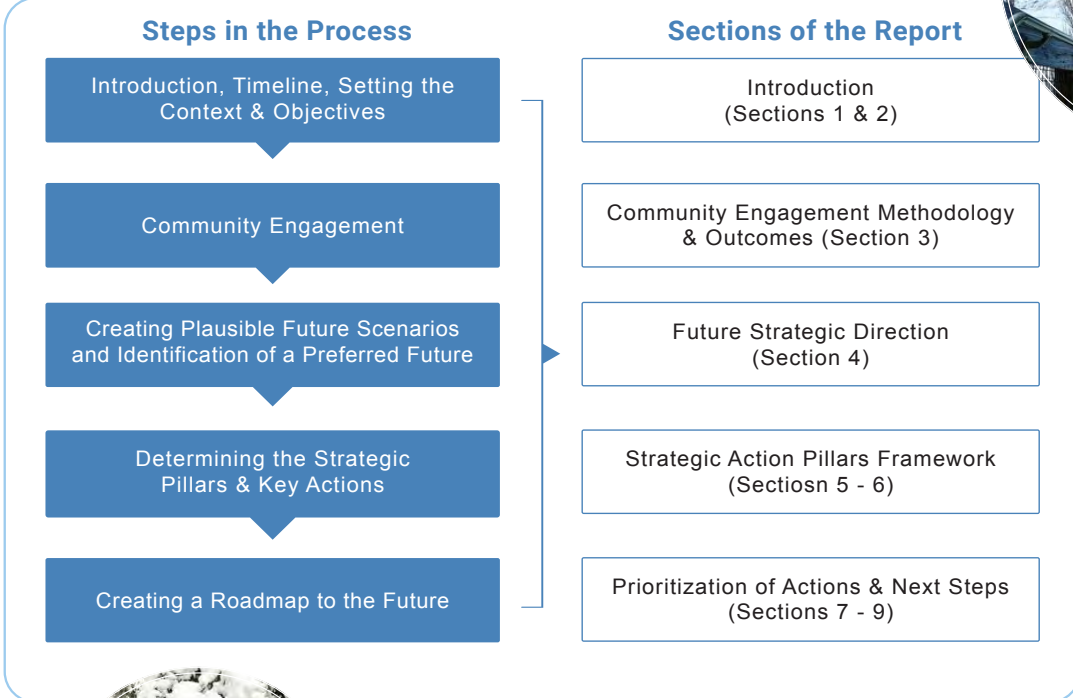 Steps in the Process
Introduction, Timeline, Setting the
Context & Objectives
Community Engagement
Creating Plausible Future Scenarios
and Identification of a Preferred Future
Determining the Strategic
Pillars & Key Actions
Creating a Roadmap to the Future
Sections of the Report
Introduction
(Sections 1 & 2)
Community Engagement Methodology
& Outcomes (Section 3)
Future Strategic Direction
(Section 4)
Strategic Action Pillars Framework
(Sectiosn 5 - 6)
Prioritization of Actions & Next Steps
(Sections 7 - 9)